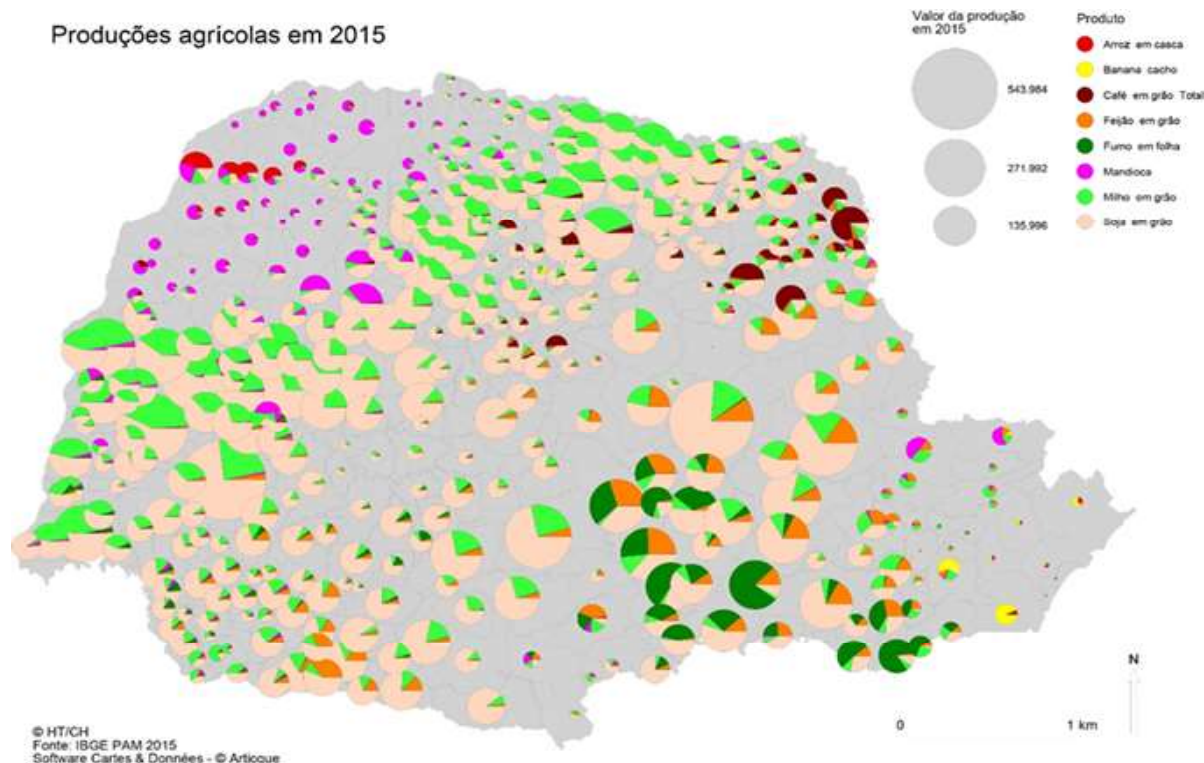 Produções agrícolas em 2015
Valor da produção
em 2015
543.984
271.992
135.996
Produto
Arroz em casca
Banana cacho
Café em grão Total
Feijão em grão
Fumo em folha
Mandioca
Milho em grão
Soja em grão
N
0 1 km
© HT/CH
Fonte: IBGE PAM 2015
Software Cartes & Données - © Articque